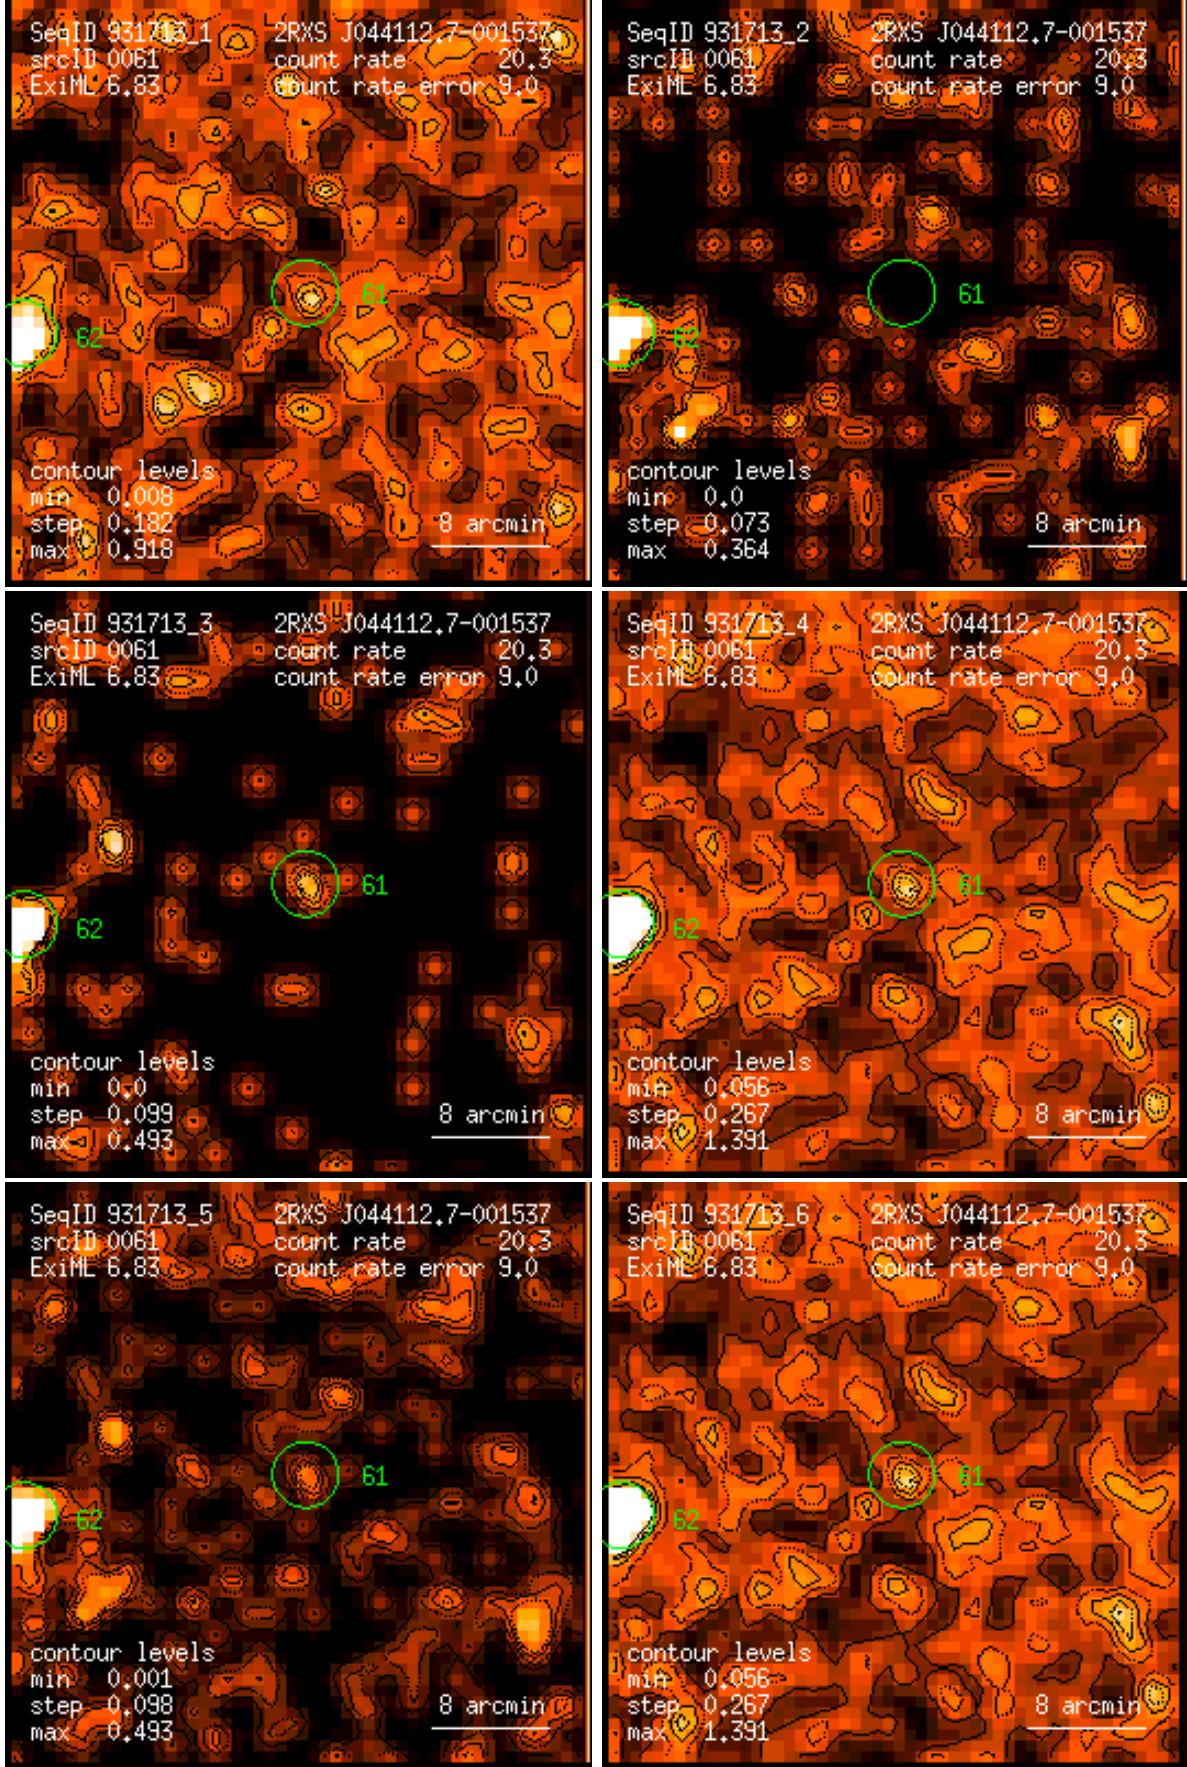 SeqID 931713_1 2RXS J044112.7-001537
srcID 0061 count rate 20.3
ExiML 6.83 count rate error 9.0
61
62
contour levels
min 0.008
step 0.182 8 arcmin
max 0.918
SeqID 931713_2 2RXS J044112.7-001537
srcID 0061 count rate 20.3
ExiML 6.83 count rate error 9.0
61
62
contour levels
min 0.0
step 0.073 8 arcmin
max 0.364
SeqID 931713_3 2RXS J044112.7-001537
srcID 0061 count rate 20.3
ExiML 6.83 count rate error 9.0
61
62
contour levels
min 0.0
step 0.099 8 arcmin
max 0.493
SeqID 931713_4 2RXS J044112.7-001537
srcID 0061 count rate 20.3
ExiML 6.83 count rate error 9.0
61
62
contour levels
min 0.056
step 0.267 8 arcmin
max 1.391
SeqID 931713_5 2RXS J044112.7-001537
srcID 0061 count rate 20.3
ExiML 6.83 count rate error 9.0
61
62
contour levels
min 0.001
step 0.098 8 arcmin
max 0.493
SeqID 931713_6 2RXS J044112.7-001537
srcID 0061 count rate 20.3
ExiML 6.83 count rate error 9.0
61
62
contour levels
min 0.056
step 0.267 8 arcmin
max 1.391